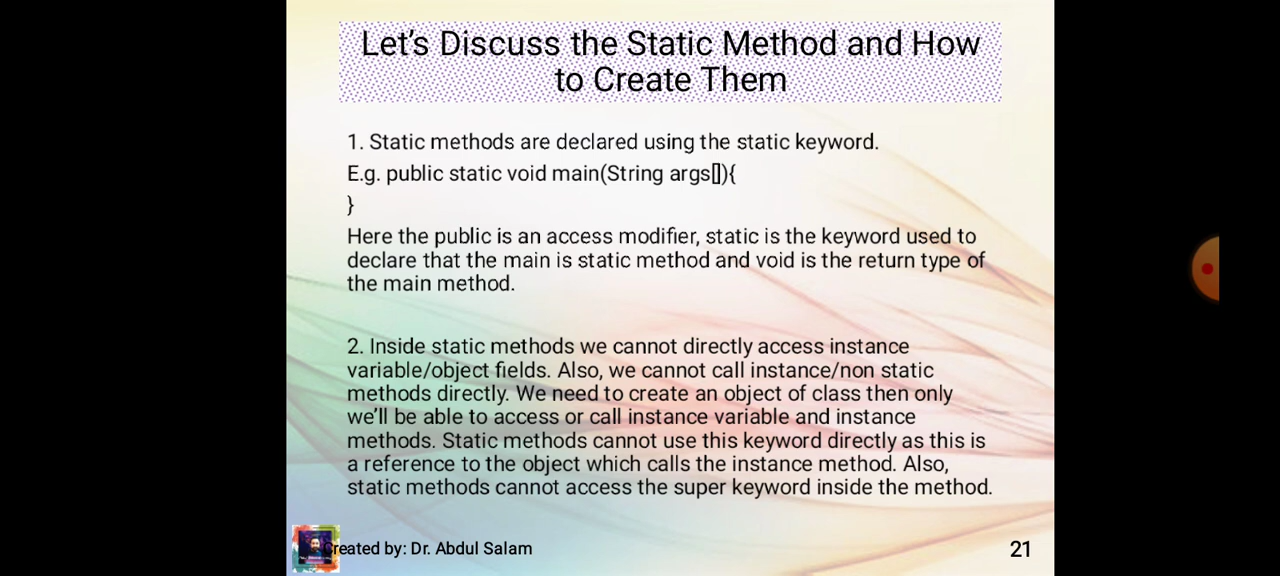 Let's Discuss the Static Method and How
to Create Them
1. Static methods are declared using the static keyword.
E.g. public static void main(String args[]){
}
Here the public is an access modifier, static is the keyword used to
declare that the main is static method and void is the return type of
the main method.
2. Inside static methods we cannot directly access instance
variable/object fields. Also, we cannot call instance/non static
methods directly. We need to create an object of class then only
we'll be able to access or call instance variable and instance
methods. Static methods cannot use this keyword directly as this is
a reference to the object which calls the instance method. Also,
static methods cannot access the super keyword inside the method.
Created by: Dr. Abdul Salam
21